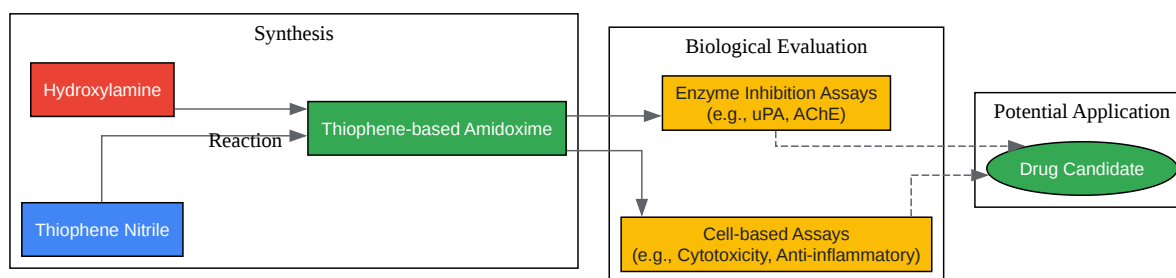 Synthesis
Hydroxylamine
Reaction
Thiophene Nitrile
Thiophene-based Amidoxime
Biological Evaluation
Enzyme Inhibition Assays
(e.g., uPA, AChE)
Cell-based Assays
(e.g., Cytotoxicity, Anti-inflammatory)
Potential Application
Drug Candidate